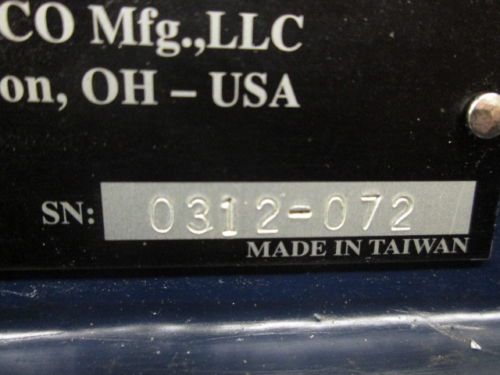 CO Mfg.,LLC
on, OH – USA
SN: 0312-072
MADE IN TAIWAN